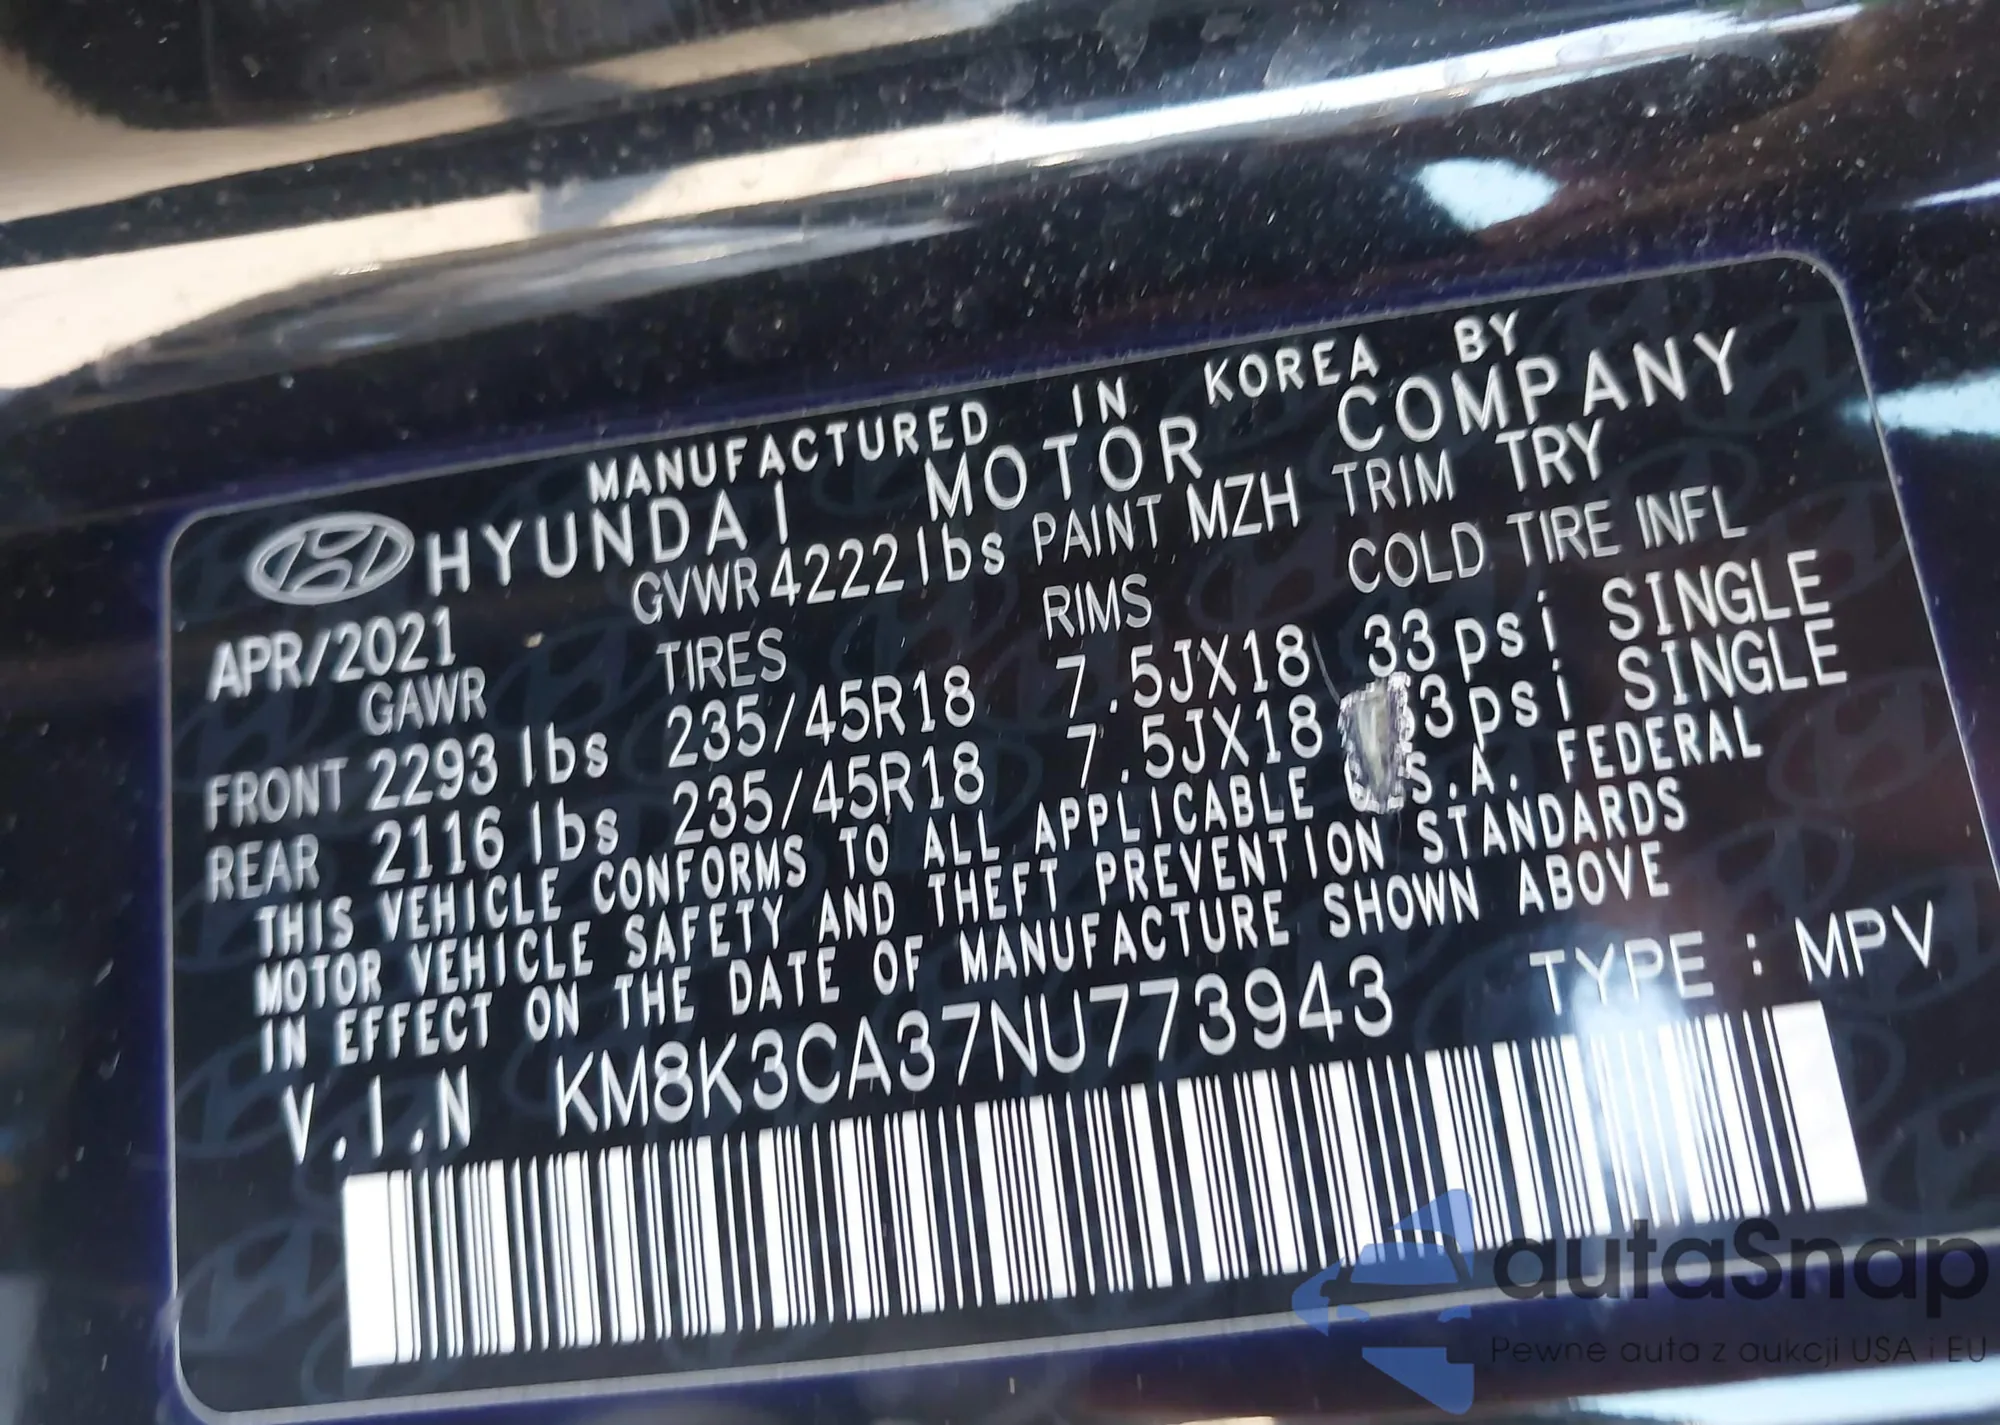 MANUFACTURED IN KOREA BY
HYUNDAI MOTOR COMPANY
APR/2021 GVWR 4222 lbs PAINT MZH TRIM TRY
GAWR TIRES RIMS COLD TIRE INFL
FRONT 2293 lbs 235/45R18 7.5JX18 33 psi SINGLE
REAR 2116 lbs 235/45R18 7.5JX18 3 psi SINGLE
THIS VEHICLE CONFORMS TO ALL APPLICABLE .S.A. FEDERAL
MOTOR VEHICLE SAFETY AND THEFT PREVENTION STANDARDS
IN EFFECT ON THE DATE OF MANUFACTURE SHOWN ABOVE
V.I.N KM8K3CA37NU773943 TYPE : MPV
autaSnap
Pewne auta z aukcji USA i EU